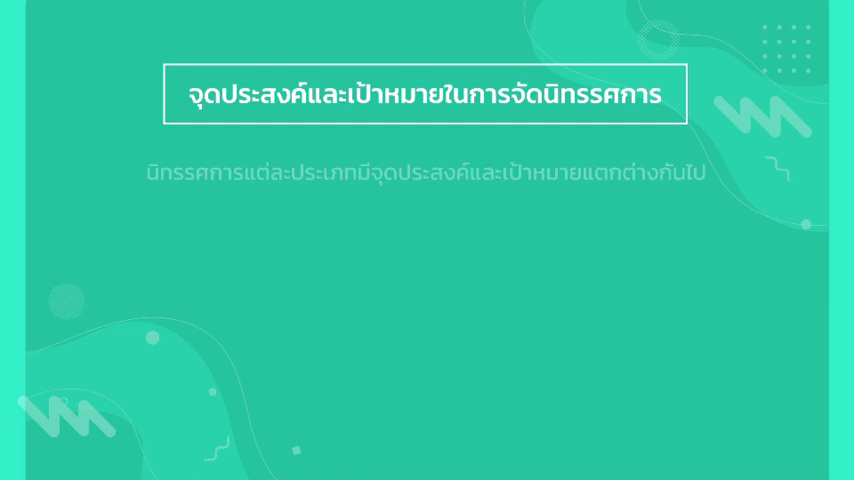 จุดประสงค์และเป้าหมายในการจัดนิทรรศการ
นิทรรศการแต่ละประเภทมีจุดประสงค์และเป้าหมายแตกต่างกันไป